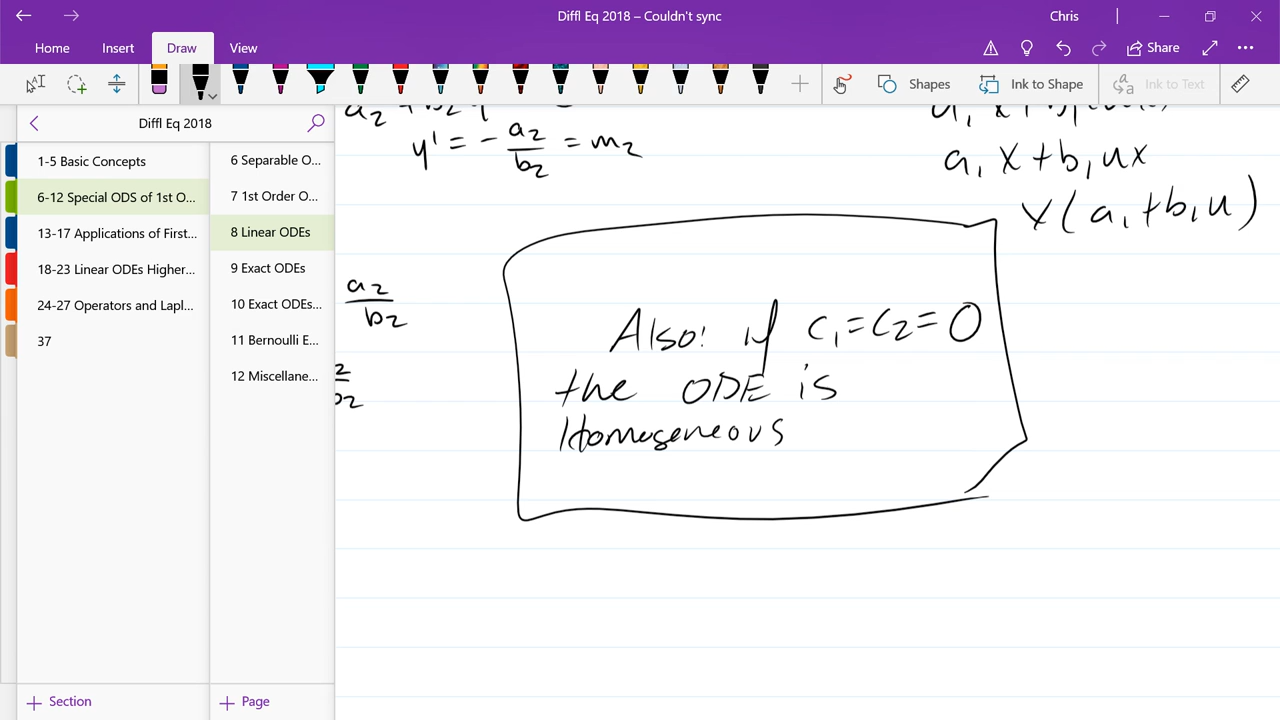 Diffl Eq 2018 – Couldn't sync
Chris
Home
Insert
Draw
View
Share
Shapes
Ink to Shape
Ink to Text
Diffl Eq 2018
1-5 Basic Concepts
6-12 Special ODS of 1st O...
13-17 Applications of First...
18-23 Linear ODEs Higher...
24-27 Operators and Lapl...
37
6 Separable O...
7 1st Order O...
8 Linear ODEs
9 Exact ODEs
10 Exact ODEs...
11 Bernoulli E...
12 Miscellane...
Section
Page
y' = - a₂/b₂ = m₂
a₂/b₂
a₁ x + b₁ ux
x ( a₁ + b₁ u )
Also! if c₁ = c₂ = 0
the ODE is
Homogeneous